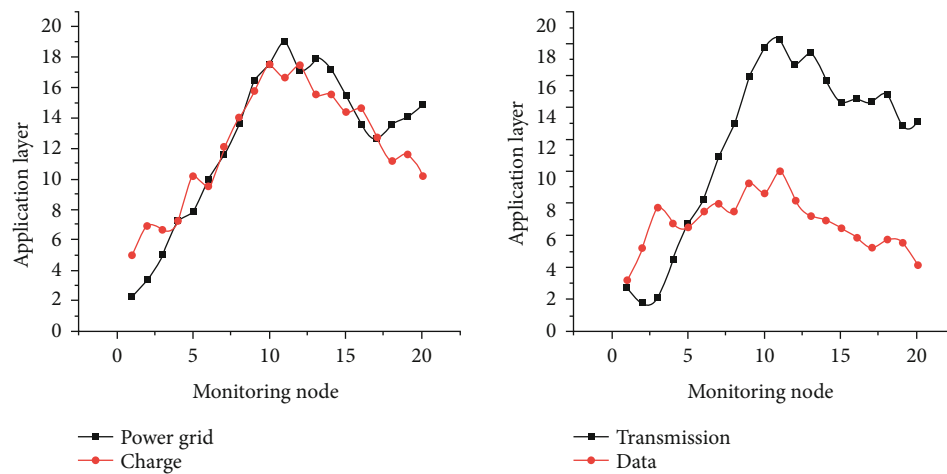 20
18
16
14
12
10
8
6
4
2
0
Application layer
0 5 10 15 20
Monitoring node
Power grid
Charge
20
18
16
14
12
10
8
6
4
2
0
Application layer
0 5 10 15 20
Monitoring node
Transmission
Data